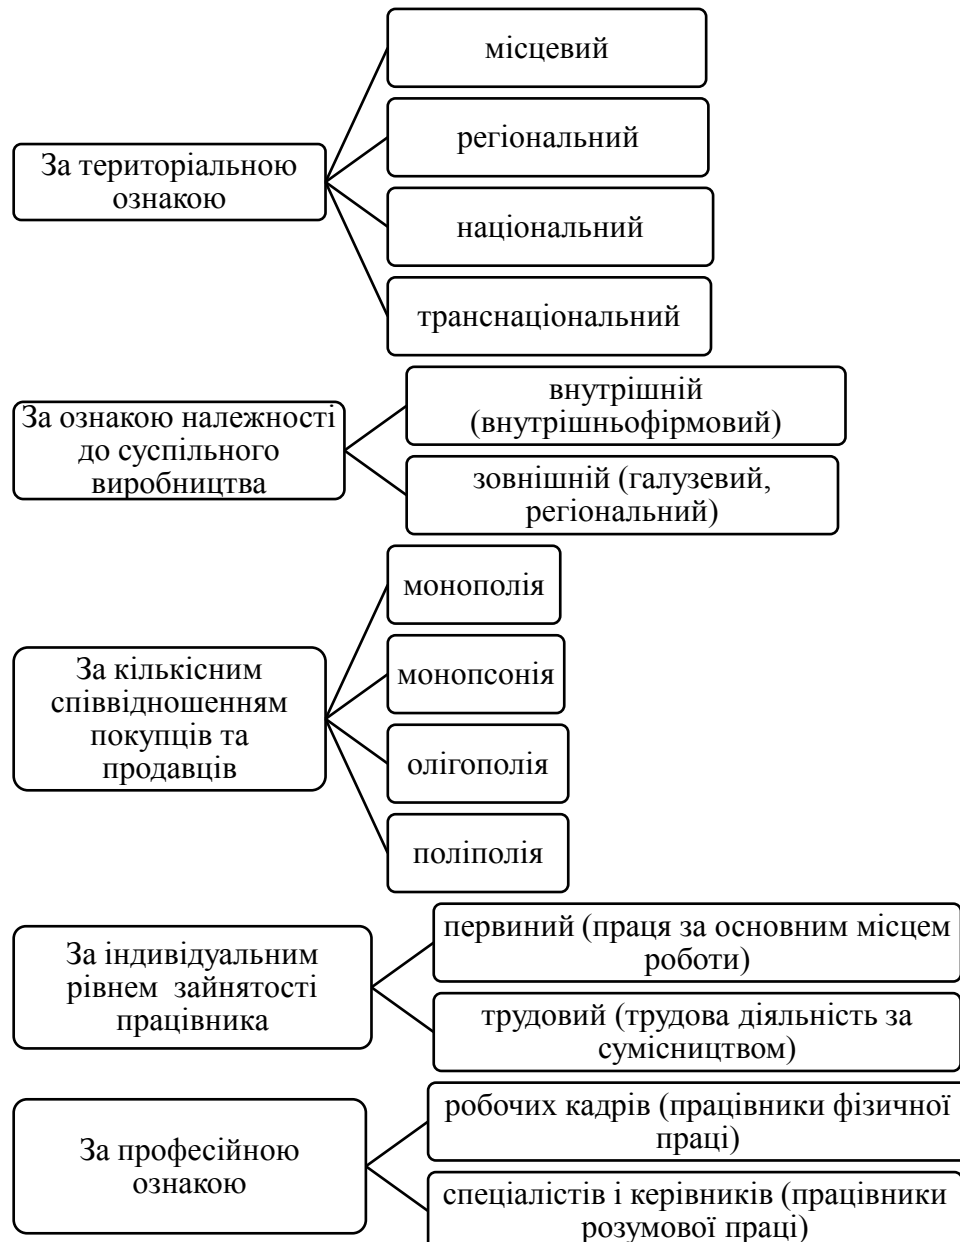 За територіальною
ознакою
місцевий
регіональний
національний
транснаціональний
За ознакою належності
до суспільного
виробництва
внутрішній
(внутрішньофірмовий)
зовнішній (галузевий,
регіональний)
За кількісним
співвідношенням
покупців та
продавців
монополія
монопсонія
олігополія
поліполія
За індивідуальним
рівнем зайнятості
працівника
первиний (праця за основним місцем
роботи)
трудовий (трудова діяльність за
сумісництвом)
За професійною
ознакою
робочих кадрів (працівники фізичної
праці)
спеціалістів і керівників (працівники
розумової праці)